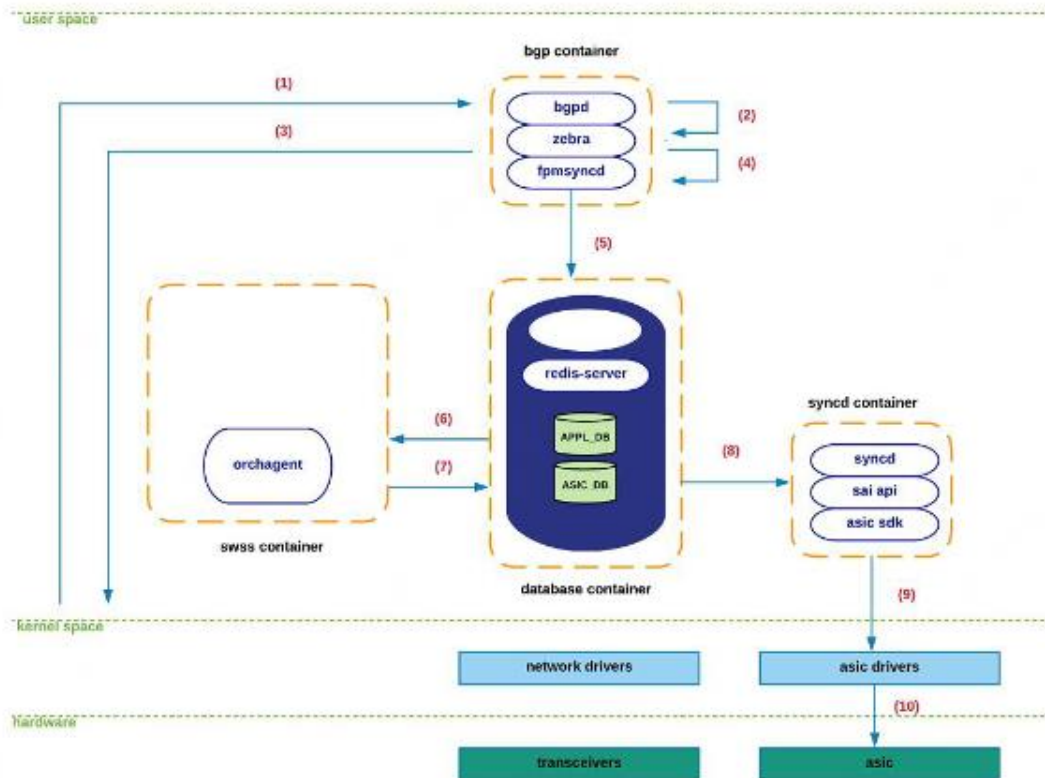 user space
bgp container
(1)
bgpd
(2)
(3)
zebra
(4)
fpmsyncd
(5)
redis-server
syncd container
(6)
APPL_DB
(8)
syncd
orchagent
(7)
ASIC_DB
sai api
asic sdk
swss container
database container
(9)
kernel space
network drivers
asic drivers
(10)
hardware
transceivers
asic